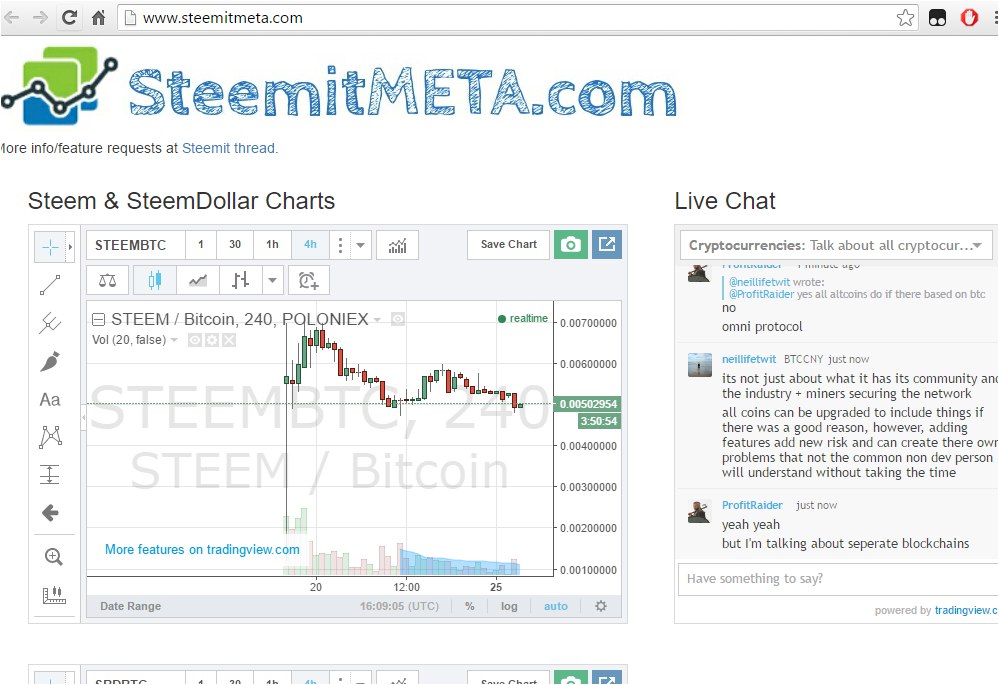 www.steemitmeta.com
SteemitMETA.com
More info/feature requests at Steemit thread.
Steem & SteemDollar Charts
STEEMBTC 1 30 1h 4h Save Chart
STEEM / Bitcoin, 240, POLONIEX
realtime
Vol (20, false)
STEEMBTC, 240
STEEM / Bitcoin
0.00700000
0.00600000
0.00502954
3:50:54
0.00400000
0.00300000
0.00200000
0.00100000
Aa
More features on tradingview.com
20 12:00 25
Date Range 16:09:05 (UTC) % log auto
SBDBTC 1 30 1h 4h Save Chart
Live Chat
Cryptocurrencies: Talk about all cryptocur...
ProfitRaider 1 minute ago
@neillifetwit wrote:
@ProfitRaider yes all altcoins do if there based on btc
no
omni protocol
neillifetwit BTCCNY just now
its not just about what it has its community and
the industry + miners securing the network
all coins can be upgraded to include things if
there was a good reason, however, adding
features add new risk and can create there own
problems that not the common non dev person
will understand without taking the time
ProfitRaider just now
yeah yeah
but I'm talking about seperate blockchains
Have something to say?
powered by tradingview.c